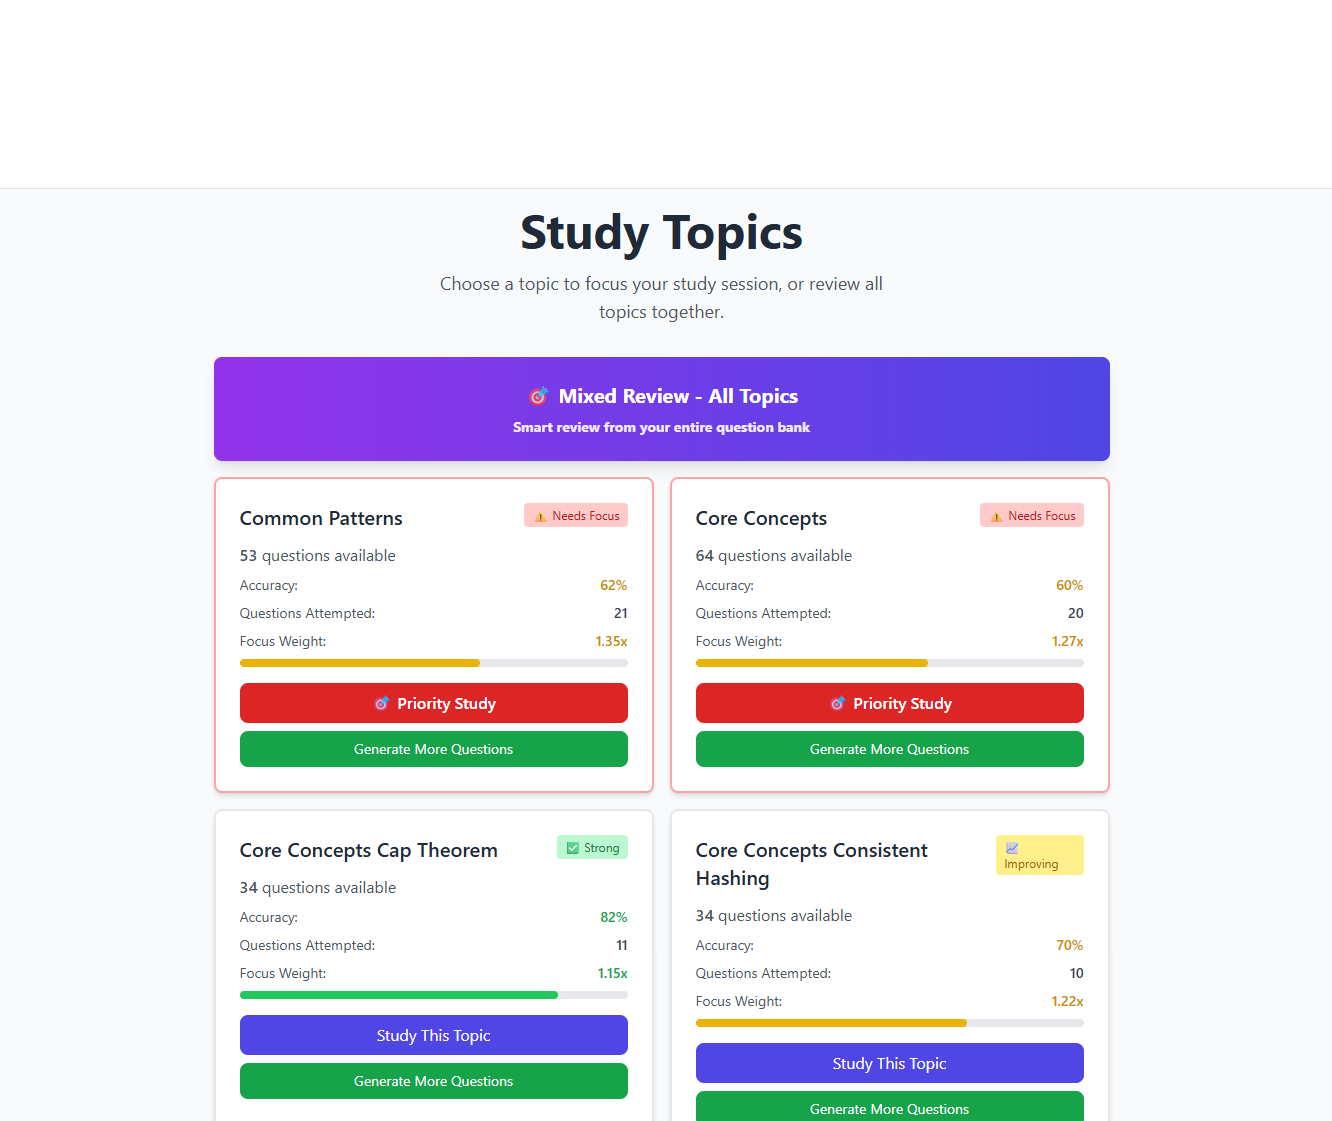 Study Topics
Choose a topic to focus your study session, or review all
topics together.
Mixed Review - All Topics
Smart review from your entire question bank
Common Patterns
Needs Focus
53 questions available
Accuracy:
62%
Questions Attempted:
21
Focus Weight:
1.35x
Priority Study
Generate More Questions
Core Concepts
Needs Focus
64 questions available
Accuracy:
60%
Questions Attempted:
20
Focus Weight:
1.27x
Priority Study
Generate More Questions
Core Concepts Cap Theorem
Strong
34 questions available
Accuracy:
82%
Questions Attempted:
11
Focus Weight:
1.15x
Study This Topic
Generate More Questions
Core Concepts Consistent
Hashing
Improving
34 questions available
Accuracy:
70%
Questions Attempted:
10
Focus Weight:
1.22x
Study This Topic
Generate More Questions